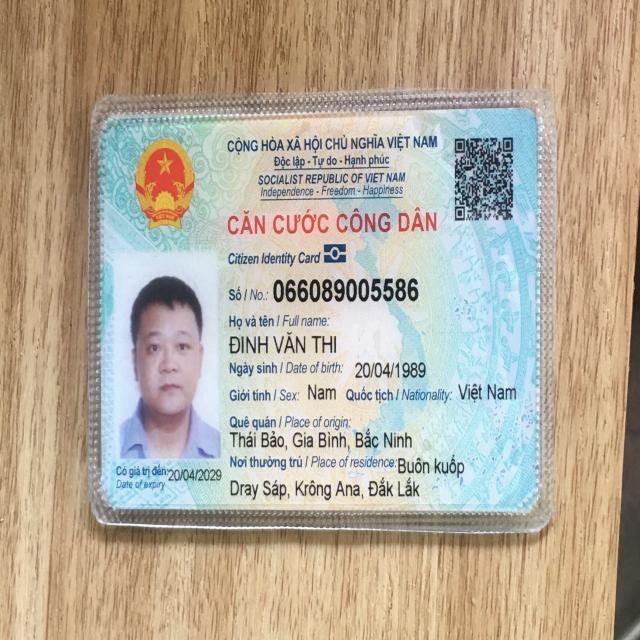 CỘNG HÒA XÃ HỘI CHỦ NGHĨA VIỆT NAM
Độc lập - Tự do - Hạnh phúc
SOCIALIST REPUBLIC OF VIET NAM
Independence - Freedom - Happiness
CĂN CƯỚC CÔNG DÂN
Citizen Identity Card
Số / No.: 066089005586
Họ và tên / Full name:
ĐINH VĂN THI
Ngày sinh / Date of birth: 20/04/1989
Giới tính / Sex: Nam Quốc tịch / Nationality: Việt Nam
Quê quán / Place of origin:
Thái Bảo, Gia Bình, Bắc Ninh
Nơi thường trú / Place of residence: Buôn kuốp
Dray Sáp, Krông Ana, Đắk Lắk
Có giá trị đến: 20/04/2029
Date of expiry